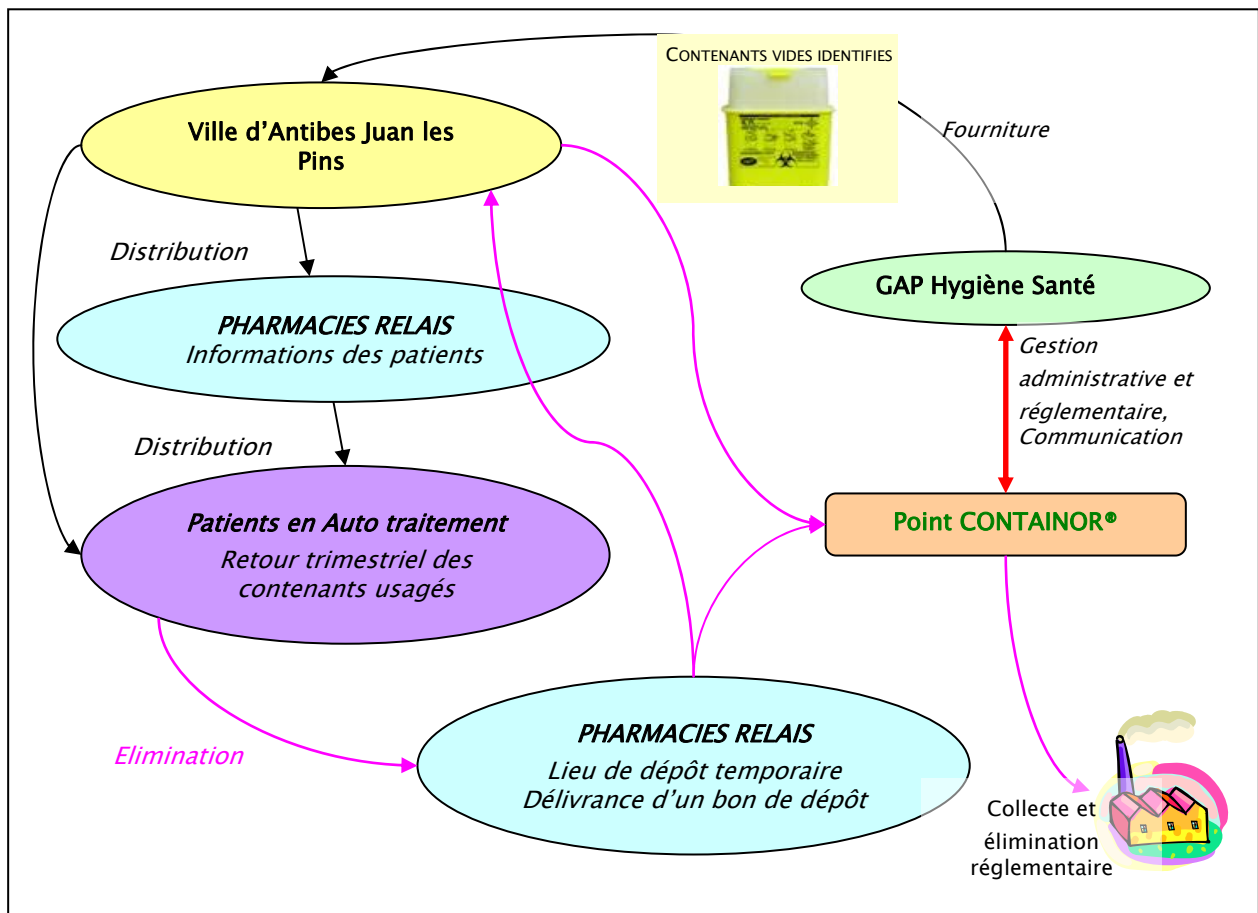 CONTENANTS VIDES IDENTIFIES
Ville d'Antibes Juan les
Pins
Fourniture
Distribution
GAP Hygiène Santé
PHARMACIES RELAIS
Informations des patients
Gestion
administrative et
réglementaire,
Communication
Distribution
Patients en Auto traitement
Retour trimestriel des
contenants usagés
Point CONTAINOR®
Elimination
PHARMACIES RELAIS
Lieu de dépôt temporaire
Délivrance d'un bon de dépôt
Collecte et
élimination
réglementaire